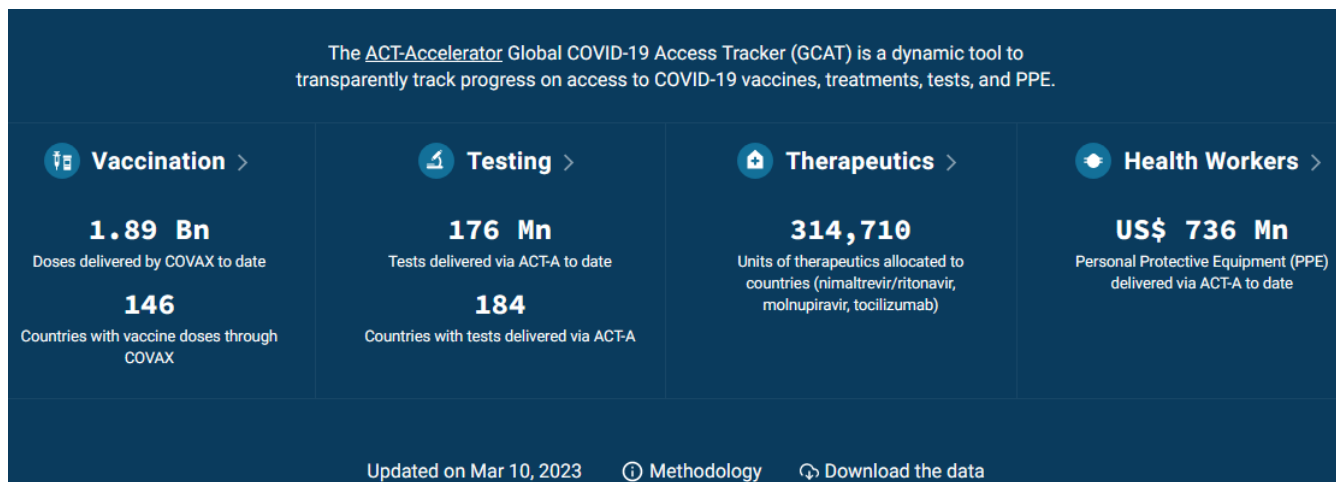 The ACT-Accelerator Global COVID-19 Access Tracker (GCAT) is a dynamic tool to
transparently track progress on access to COVID-19 vaccines, treatments, tests, and PPE.
Vaccination
1.89 Bn
Doses delivered by COVAX to date
146
Countries with vaccine doses through
COVAX
Testing
176 Mn
Tests delivered via ACT-A to date
184
Countries with tests delivered via ACT-A
Therapeutics
314,710
Units of therapeutics allocated to
countries (nimaltrevir/ritonavir,
molnupiravir, tocilizumab)
Health Workers
US$ 736 Mn
Personal Protective Equipment (PPE)
delivered via ACT-A to date
Updated on Mar 10, 2023 Methodology Download the data